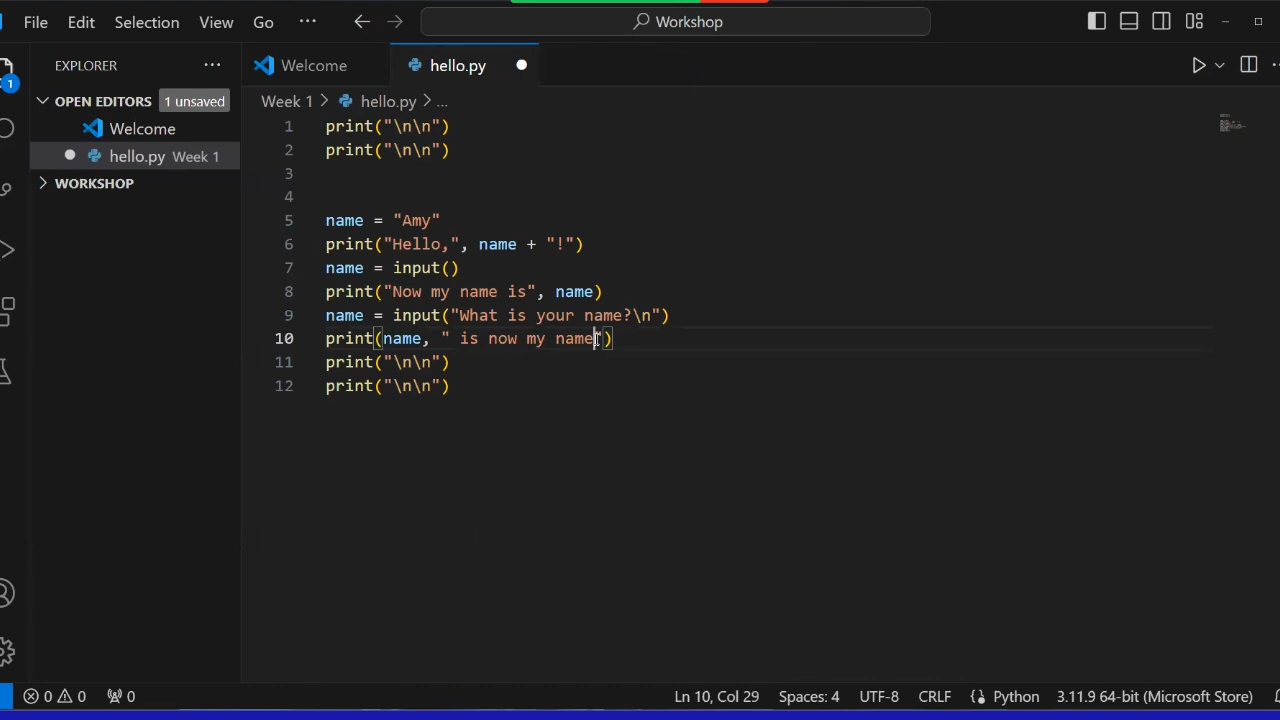 File Edit Selection View Go ··· Workshop
EXPLORER ··· Welcome hello.py
1
OPEN EDITORS 1 unsaved
Week 1 > hello.py > ...
Welcome
hello.py Week 1
WORKSHOP
1 print("\n\n")
2 print("\n\n")
3
4
5 name = "Amy"
6 print("Hello,", name + "!")
7 name = input()
8 print("Now my name is", name)
9 name = input("What is your name?\n")
10 print(name, " is now my name")
11 print("\n\n")
12 print("\n\n")
0 0 0 Ln 10, Col 29 Spaces: 4 UTF-8 CRLF Python 3.11.9 64-bit (Microsoft Store)